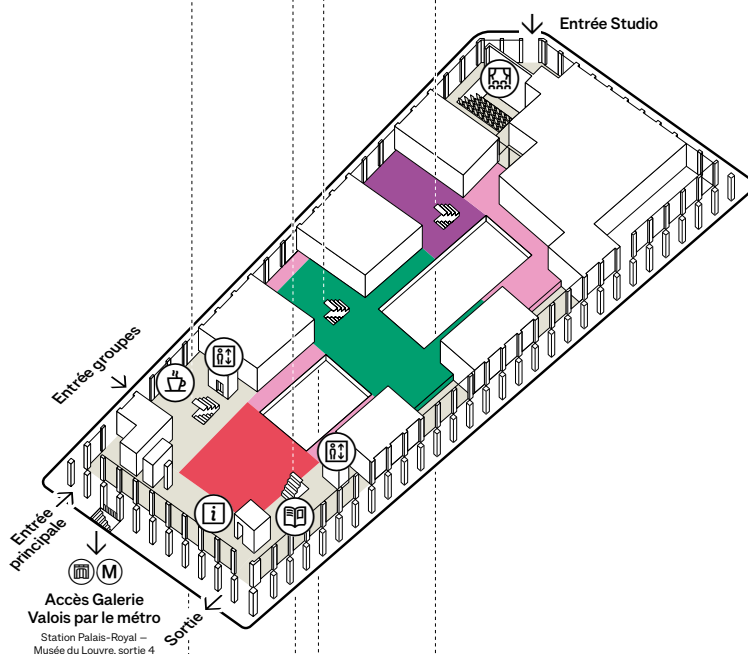 Entrée Studio
Entrée groupes
Entrée
principale
i
M
Accès Galerie
Valois par le métro
Station Palais-Royal –
Musée du Louvre, sortie 4
Sortie